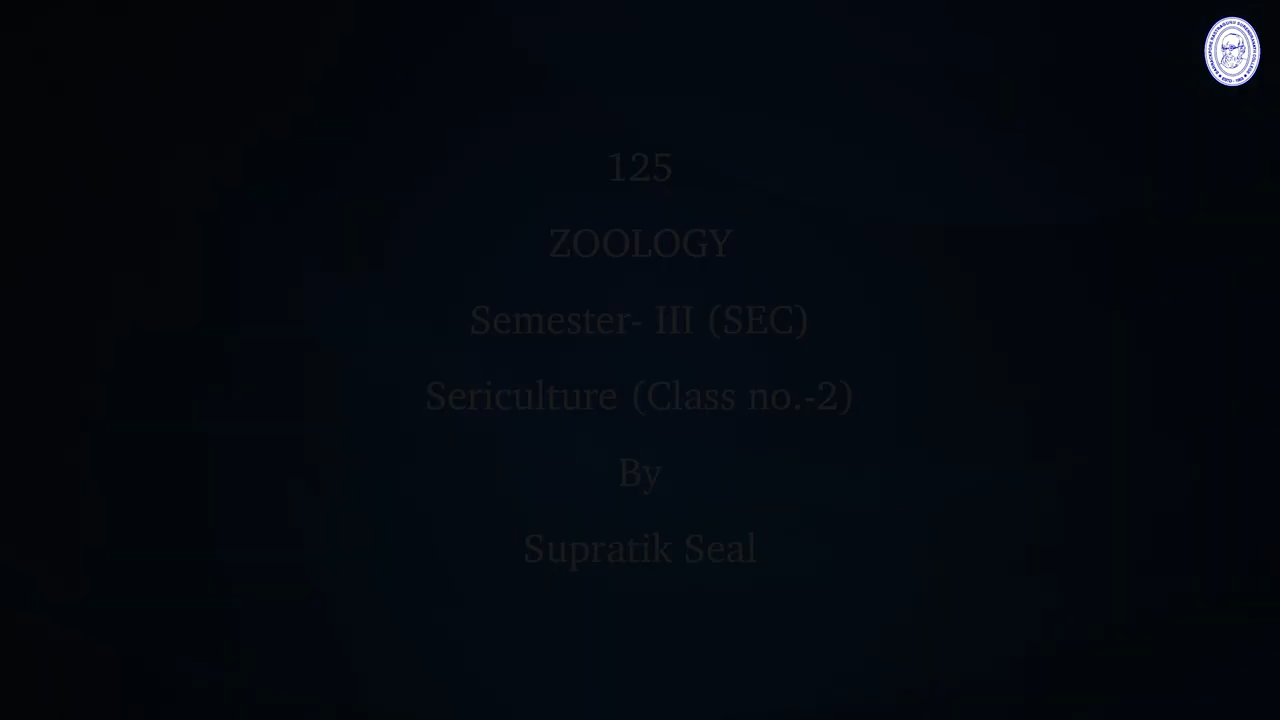 125
ZOOLOGY
Semester- III (SEC)
Sericulture (Class no.-2)
By
Supratik Seal